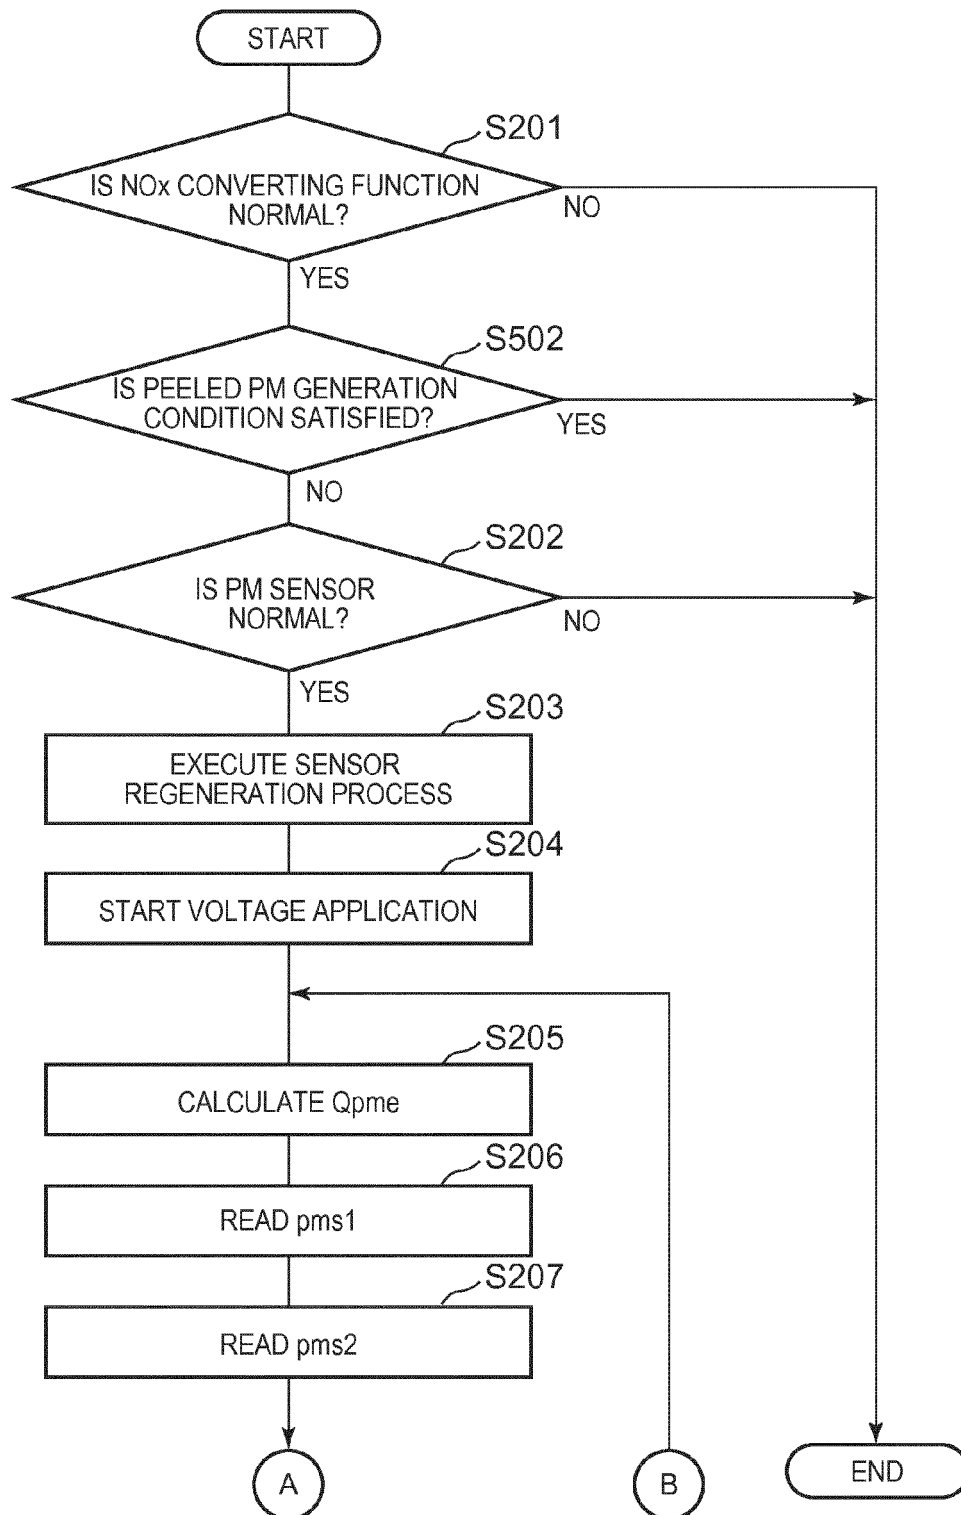 START
S201
IS NOx CONVERTING FUNCTION
NORMAL?
NO
YES
S502
IS PEELED PM GENERATION
CONDITION SATISFIED?
YES
NO
S202
IS PM SENSOR
NORMAL?
NO
YES
S203
EXECUTE SENSOR
REGENERATION PROCESS
S204
START VOLTAGE APPLICATION
S205
CALCULATE Qpme
S206
READ pms1
S207
READ pms2
A
B
END